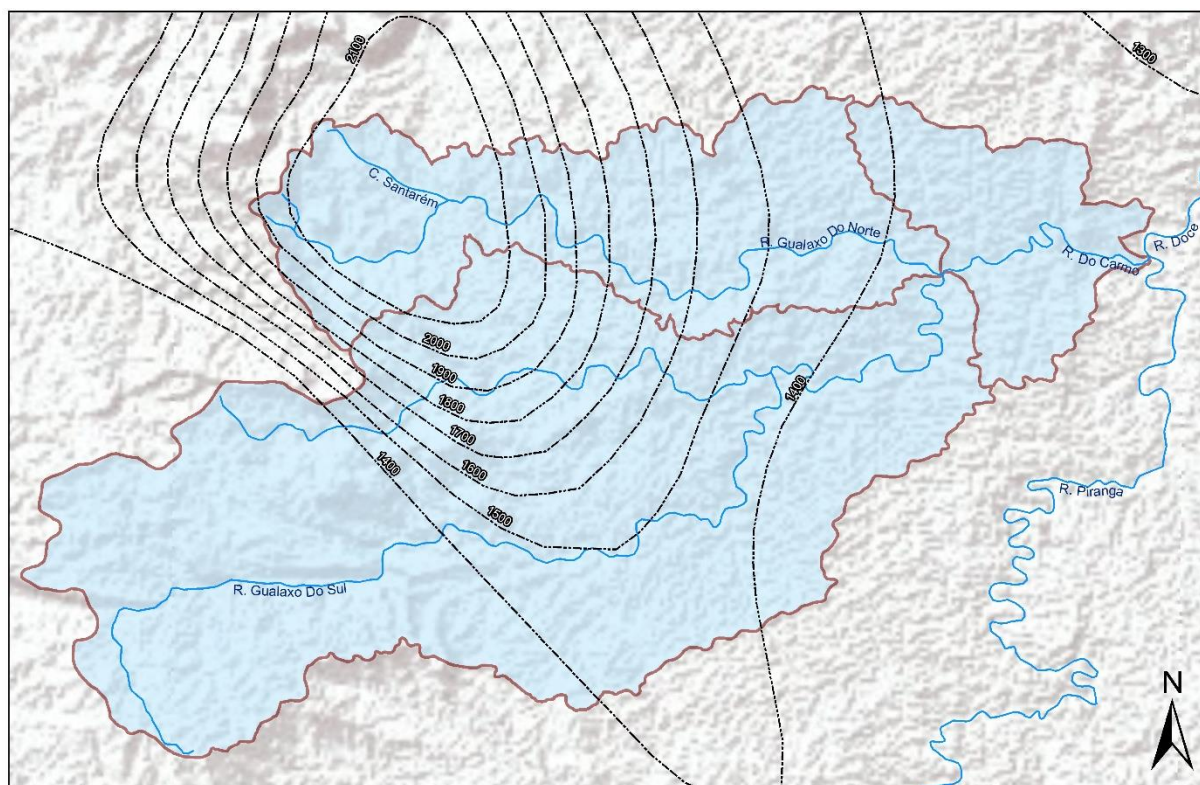 2100
1300
C. Santarém
R. Gualaxo Do Norte
R. Do Carmo
R. Doce
2000
1900
1800
1400
1700
1400
1600
1500
R. Piranga
R. Gualaxo Do Sul
N